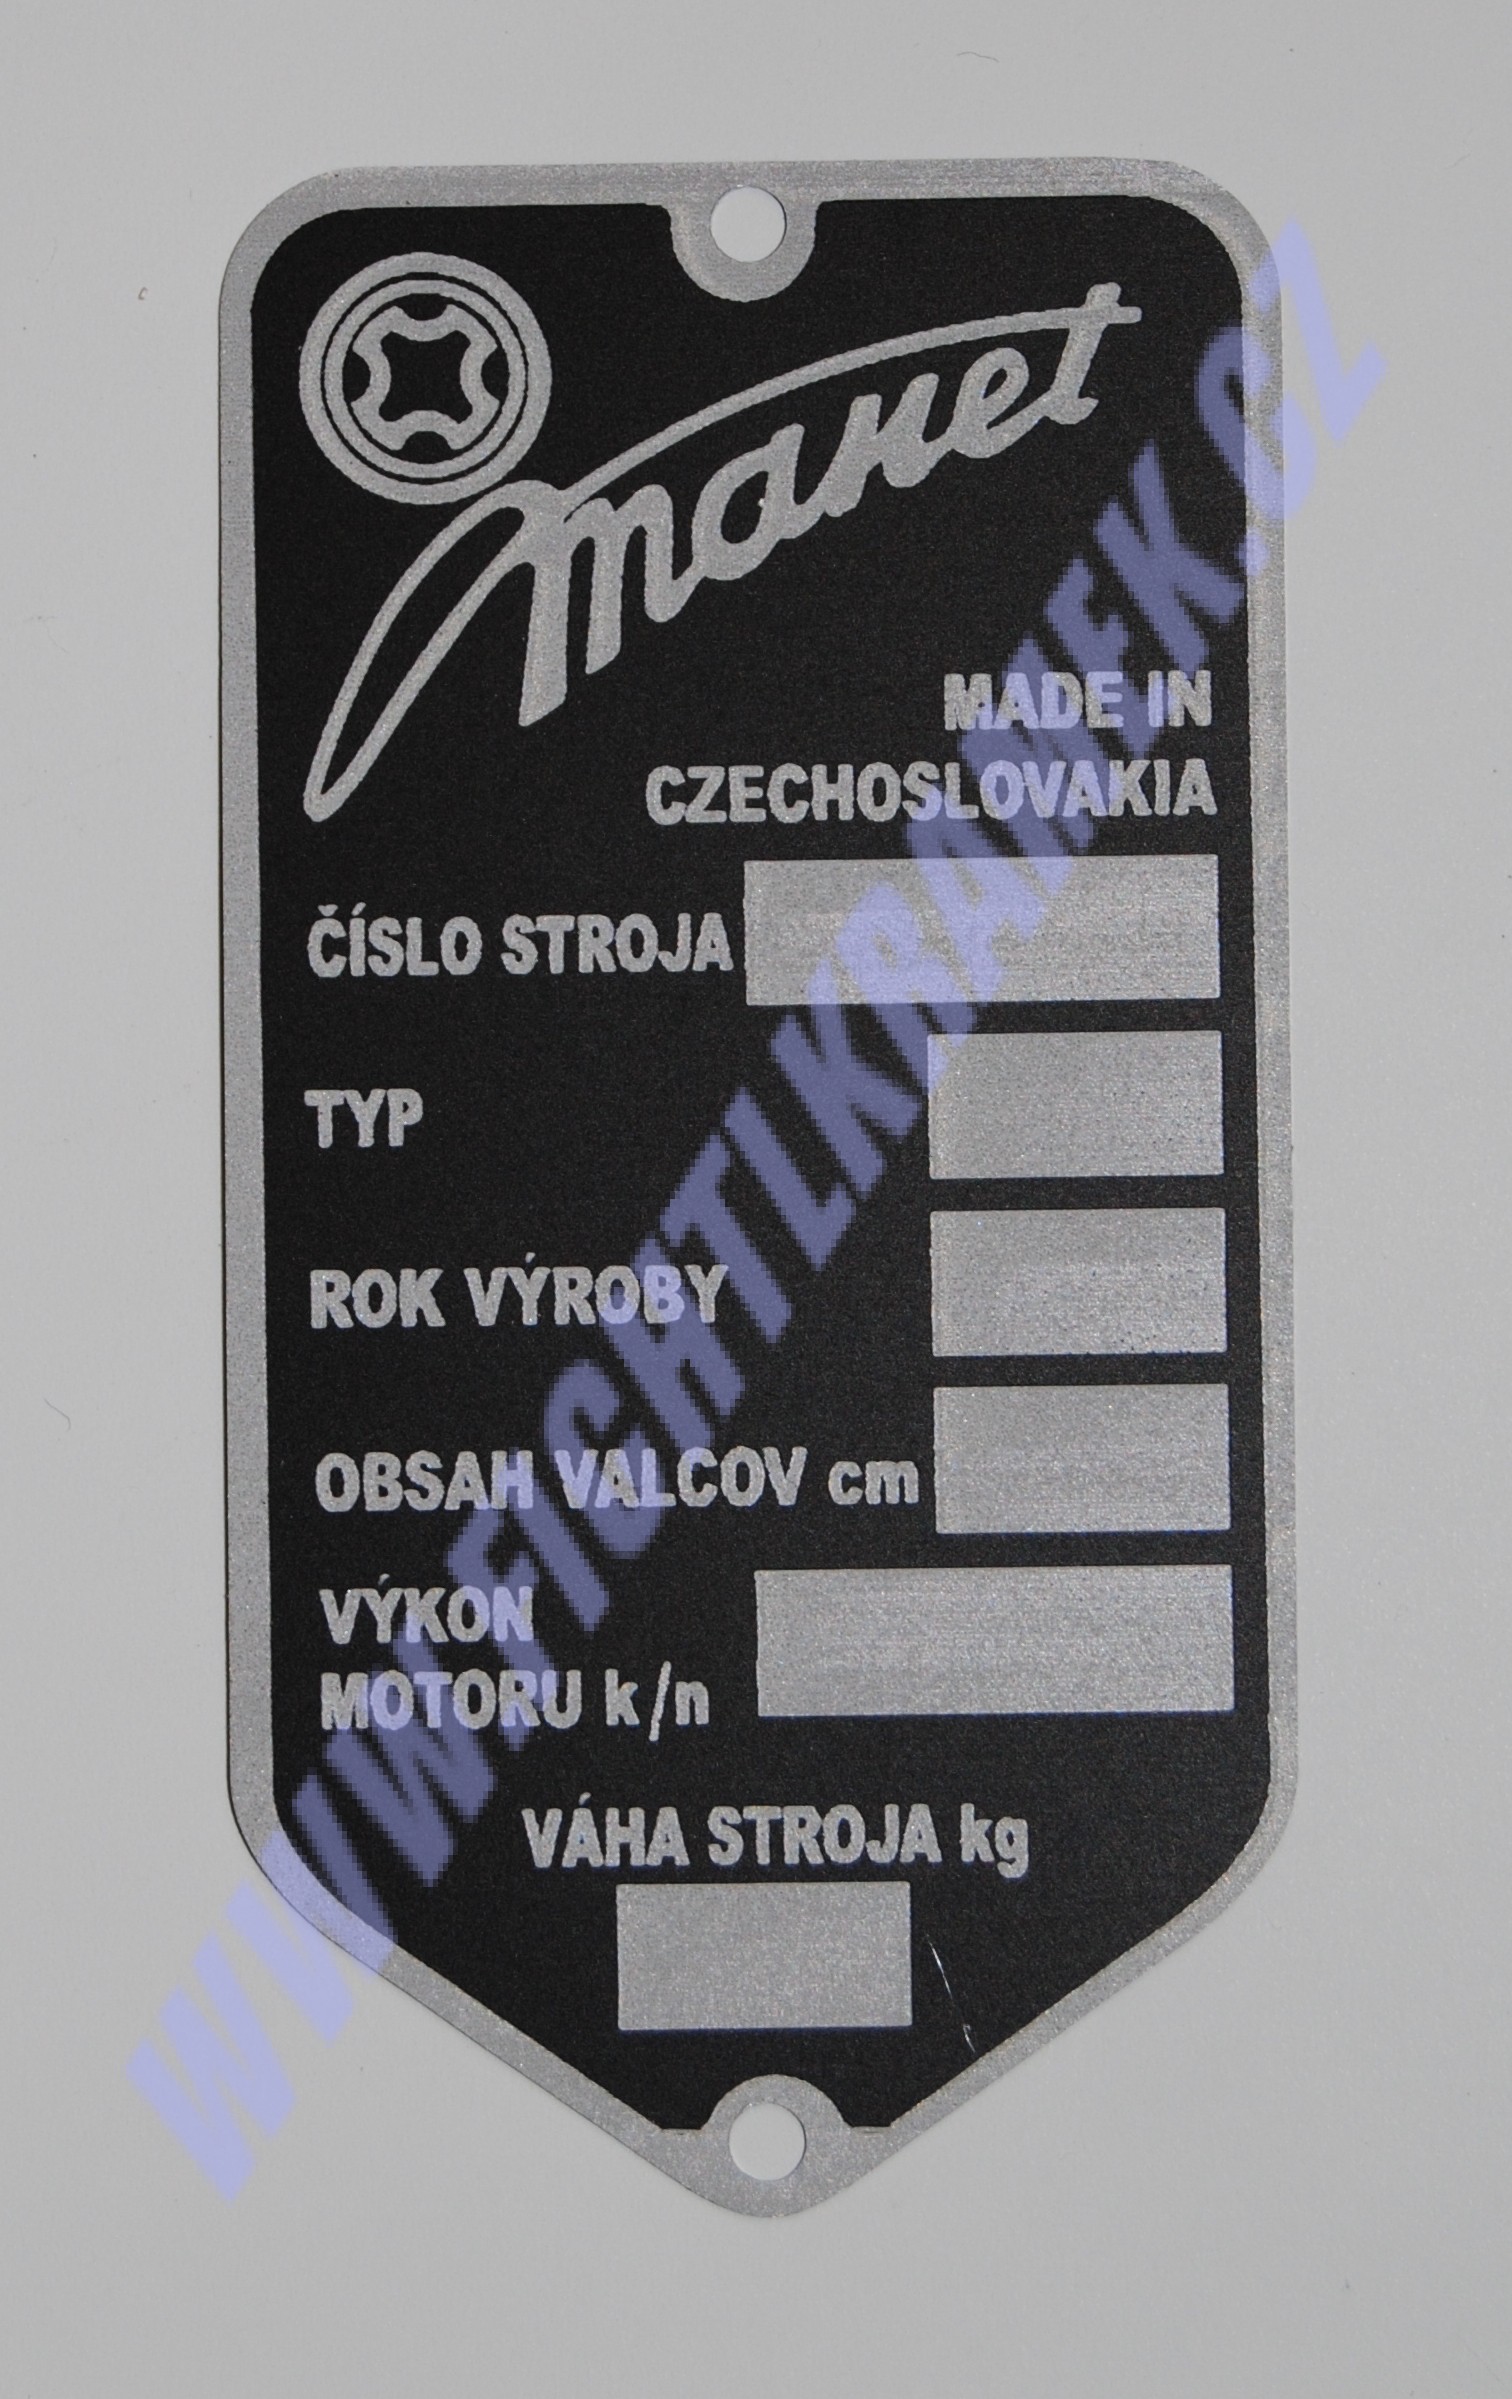 Manet
MADE IN
CZECHOSLOVAKIA
ČÍSLO STROJA
TYP
ROK VÝROBY
OBSAH VALCOV cm
VÝKON
MOTORU k/n
VÁHA STROJA kg
WWW.FICHTLKRAMEK.CZ